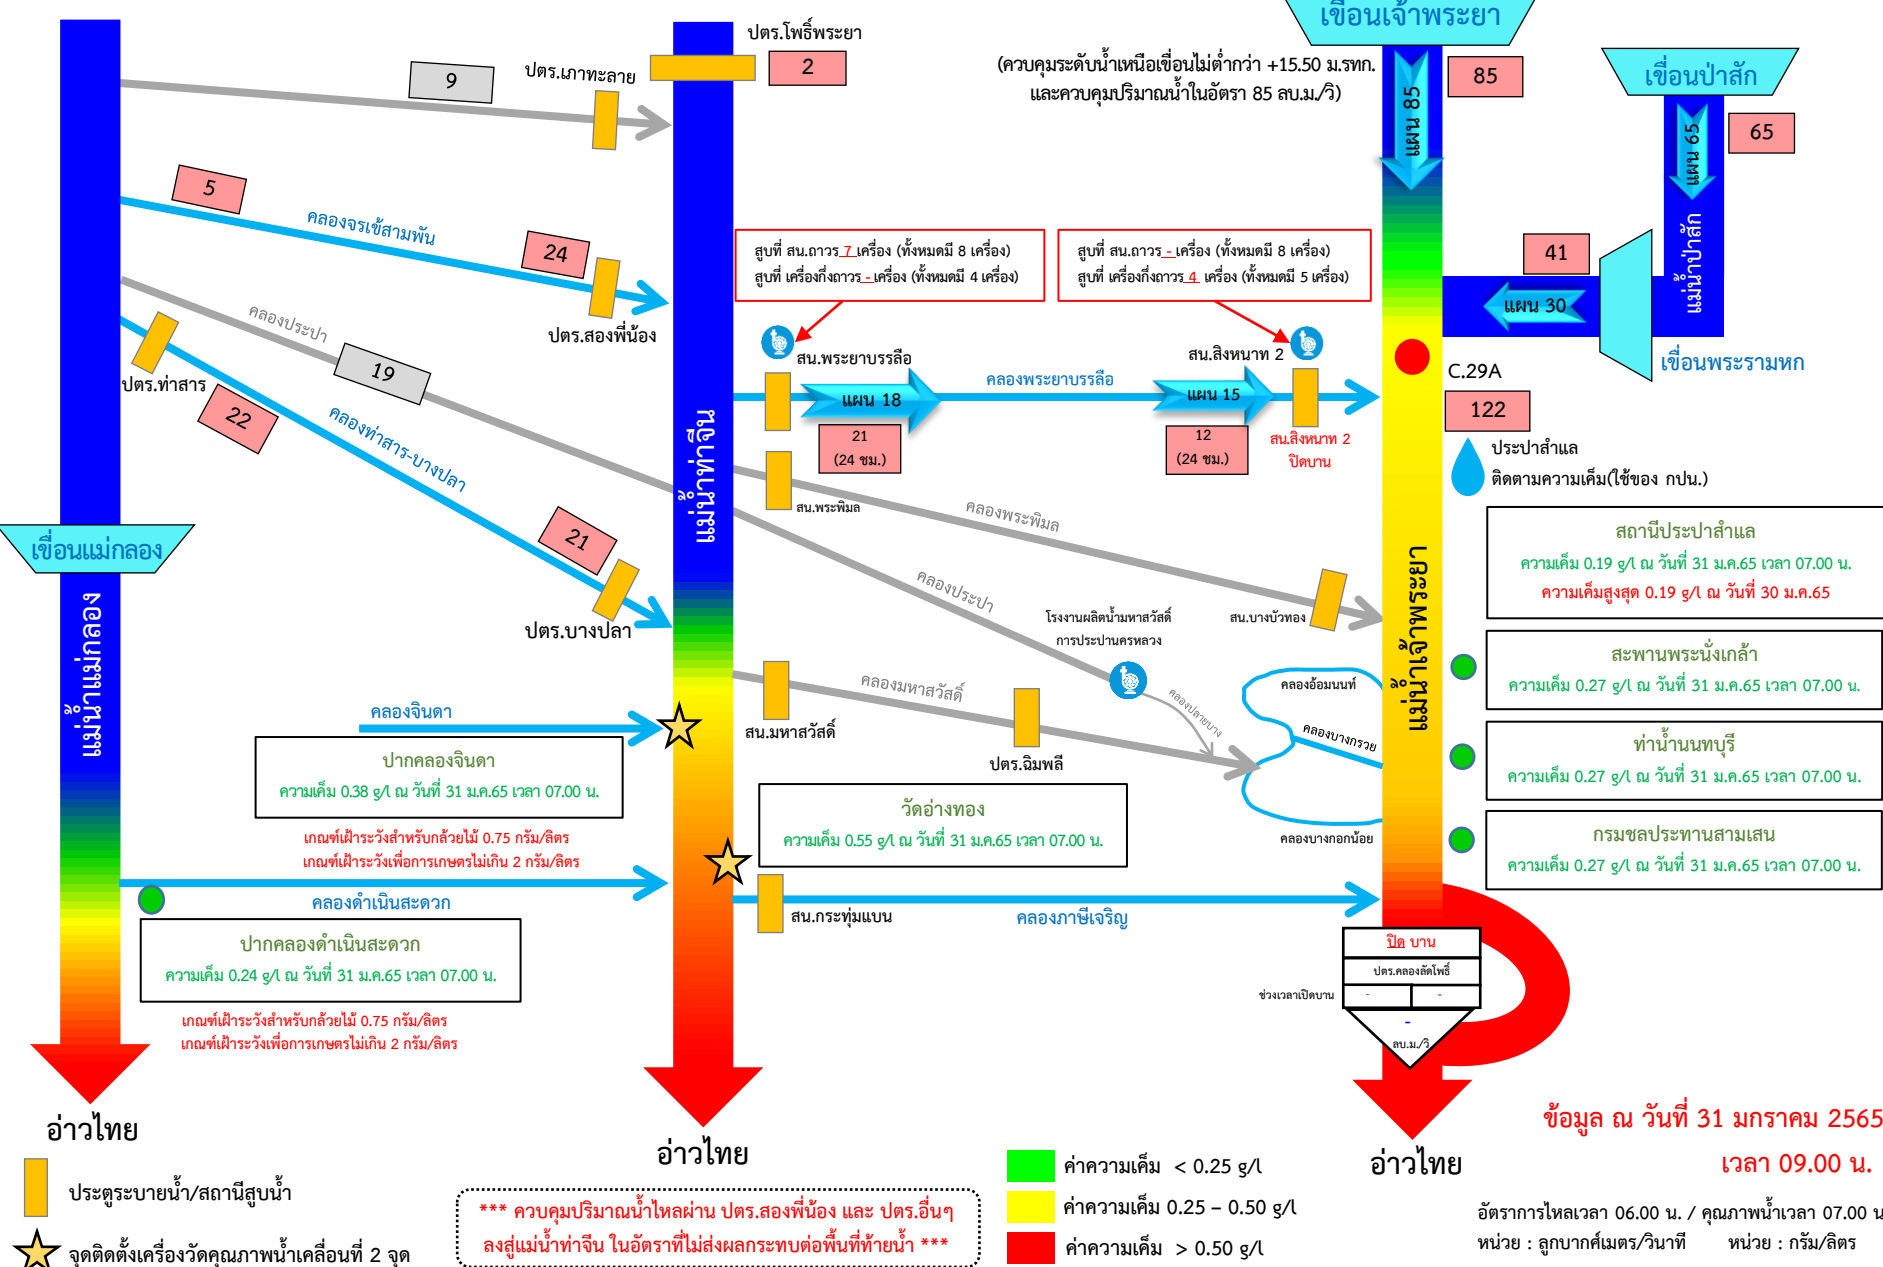 เขื่อนเจ้าพระยา
ปตร.โพธิ์พระยา
2
ปตร.เภาทะลาย
9
(ควบคุมระดับน้ำเหนือเขื่อนไม่ต่ำกว่า +15.50 ม.รทก.
และควบคุมปริมาณน้ำในอัตรา 85 ลบ.ม./วิ)
แผน 85
85
เขื่อนป่าสัก
แผน 65
65
แม่น้ำป่าสัก
5
คลองจรเข้สามพัน
24
ปตร.สองพี่น้อง
สูบที่ สน.ถาวร 7 เครื่อง (ทั้งหมดมี 8 เครื่อง)
สูบที่ เครื่องกึ่งถาวร - เครื่อง (ทั้งหมดมี 4 เครื่อง)
สูบที่ สน.ถาวร - เครื่อง (ทั้งหมดมี 8 เครื่อง)
สูบที่ เครื่องกึ่งถาวร 4 เครื่อง (ทั้งหมดมี 5 เครื่อง)
41
แผน 30
เขื่อนพระรามหก
คลองประปา
19
ปตร.ท่าสาร
22
คลองท่าสาร-บางปลา
21
ปตร.บางปลา
สน.พระยาบรรลือ
แผน 18
21
(24 ชม.)
คลองพระยาบรรลือ
สน.สิงหนาท 2
แผน 15
12
(24 ชม.)
สน.สิงหนาท 2
ปิดบาน
C.29A
122
ประปาสำแล
ติดตามความเค็ม(ใช้ของ กปน.)
แม่น้ำท่าจีน
สน.พระพิมล
คลองพระพิมล
สน.บางบัวทอง
คลองประปา
โรงงานผลิตน้ำมหาสวัสดิ์
การประปานครหลวง
แม่น้ำเจ้าพระยา
สถานีประปาสำแล
ความเค็ม 0.19 g/l ณ วันที่ 31 ม.ค.65 เวลา 07.00 น.
ความเค็มสูงสุด 0.19 g/l ณ วันที่ 30 ม.ค.65
สะพานพระนั่งเกล้า
ความเค็ม 0.27 g/l ณ วันที่ 31 ม.ค.65 เวลา 07.00 น.
ท่าน้ำนนทบุรี
ความเค็ม 0.27 g/l ณ วันที่ 31 ม.ค.65 เวลา 07.00 น.
กรมชลประทานสามเสน
ความเค็ม 0.27 g/l ณ วันที่ 31 ม.ค.65 เวลา 07.00 น.
เขื่อนแม่กลอง
แม่น้ำแม่กลอง
คลองมหาสวัสดิ์
สน.มหาสวัสดิ์
ปตร.ฉิมพลี
คลองปลายบาง
คลองอ้อมนนท์
คลองบางกรวย
คลองบางกอกน้อย
คลองจินดา
ปากคลองจินดา
ความเค็ม 0.38 g/l ณ วันที่ 31 ม.ค.65 เวลา 07.00 น.
เกณฑ์เฝ้าระวังสำหรับกล้วยไม้ 0.75 กรัม/ลิตร
เกณฑ์เฝ้าระวังเพื่อการเกษตรไม่เกิน 2 กรัม/ลิตร
วัดอ่างทอง
ความเค็ม 0.55 g/l ณ วันที่ 31 ม.ค.65 เวลา 07.00 น.
คลองดำเนินสะดวก
ปากคลองดำเนินสะดวก
ความเค็ม 0.24 g/l ณ วันที่ 31 ม.ค.65 เวลา 07.00 น.
เกณฑ์เฝ้าระวังสำหรับกล้วยไม้ 0.75 กรัม/ลิตร
เกณฑ์เฝ้าระวังเพื่อการเกษตรไม่เกิน 2 กรัม/ลิตร
สน.กระทุ่มแบน
คลองภาษีเจริญ
ปิด บาน
ปตร.คลองลัดโพธิ์
ช่วงเวลาเปิดบาน
- -
-
ลบ.ม./วิ
อ่าวไทย
อ่าวไทย
อ่าวไทย
ข้อมูล ณ วันที่ 31 มกราคม 2565
เวลา 09.00 น.
ประตูระบายน้ำ/สถานีสูบน้ำ
จุดติดตั้งเครื่องวัดคุณภาพน้ำเคลื่อนที่ 2 จุด
*** ควบคุมปริมาณน้ำไหลผ่าน ปตร.สองพี่น้อง และ ปตร.อื่นๆ
ลงสู่แม่น้ำท่าจีน ในอัตราที่ไม่ส่งผลกระทบต่อพื้นที่ท้ายน้ำ ***
ค่าความเค็ม < 0.25 g/l
ค่าความเค็ม 0.25 – 0.50 g/l
ค่าความเค็ม > 0.50 g/l
อัตราการไหลเวลา 06.00 น. / คุณภาพน้ำเวลา 07.00 น
หน่วย : ลูกบากศ์เมตร/วินาที หน่วย : กรัม/ลิตร